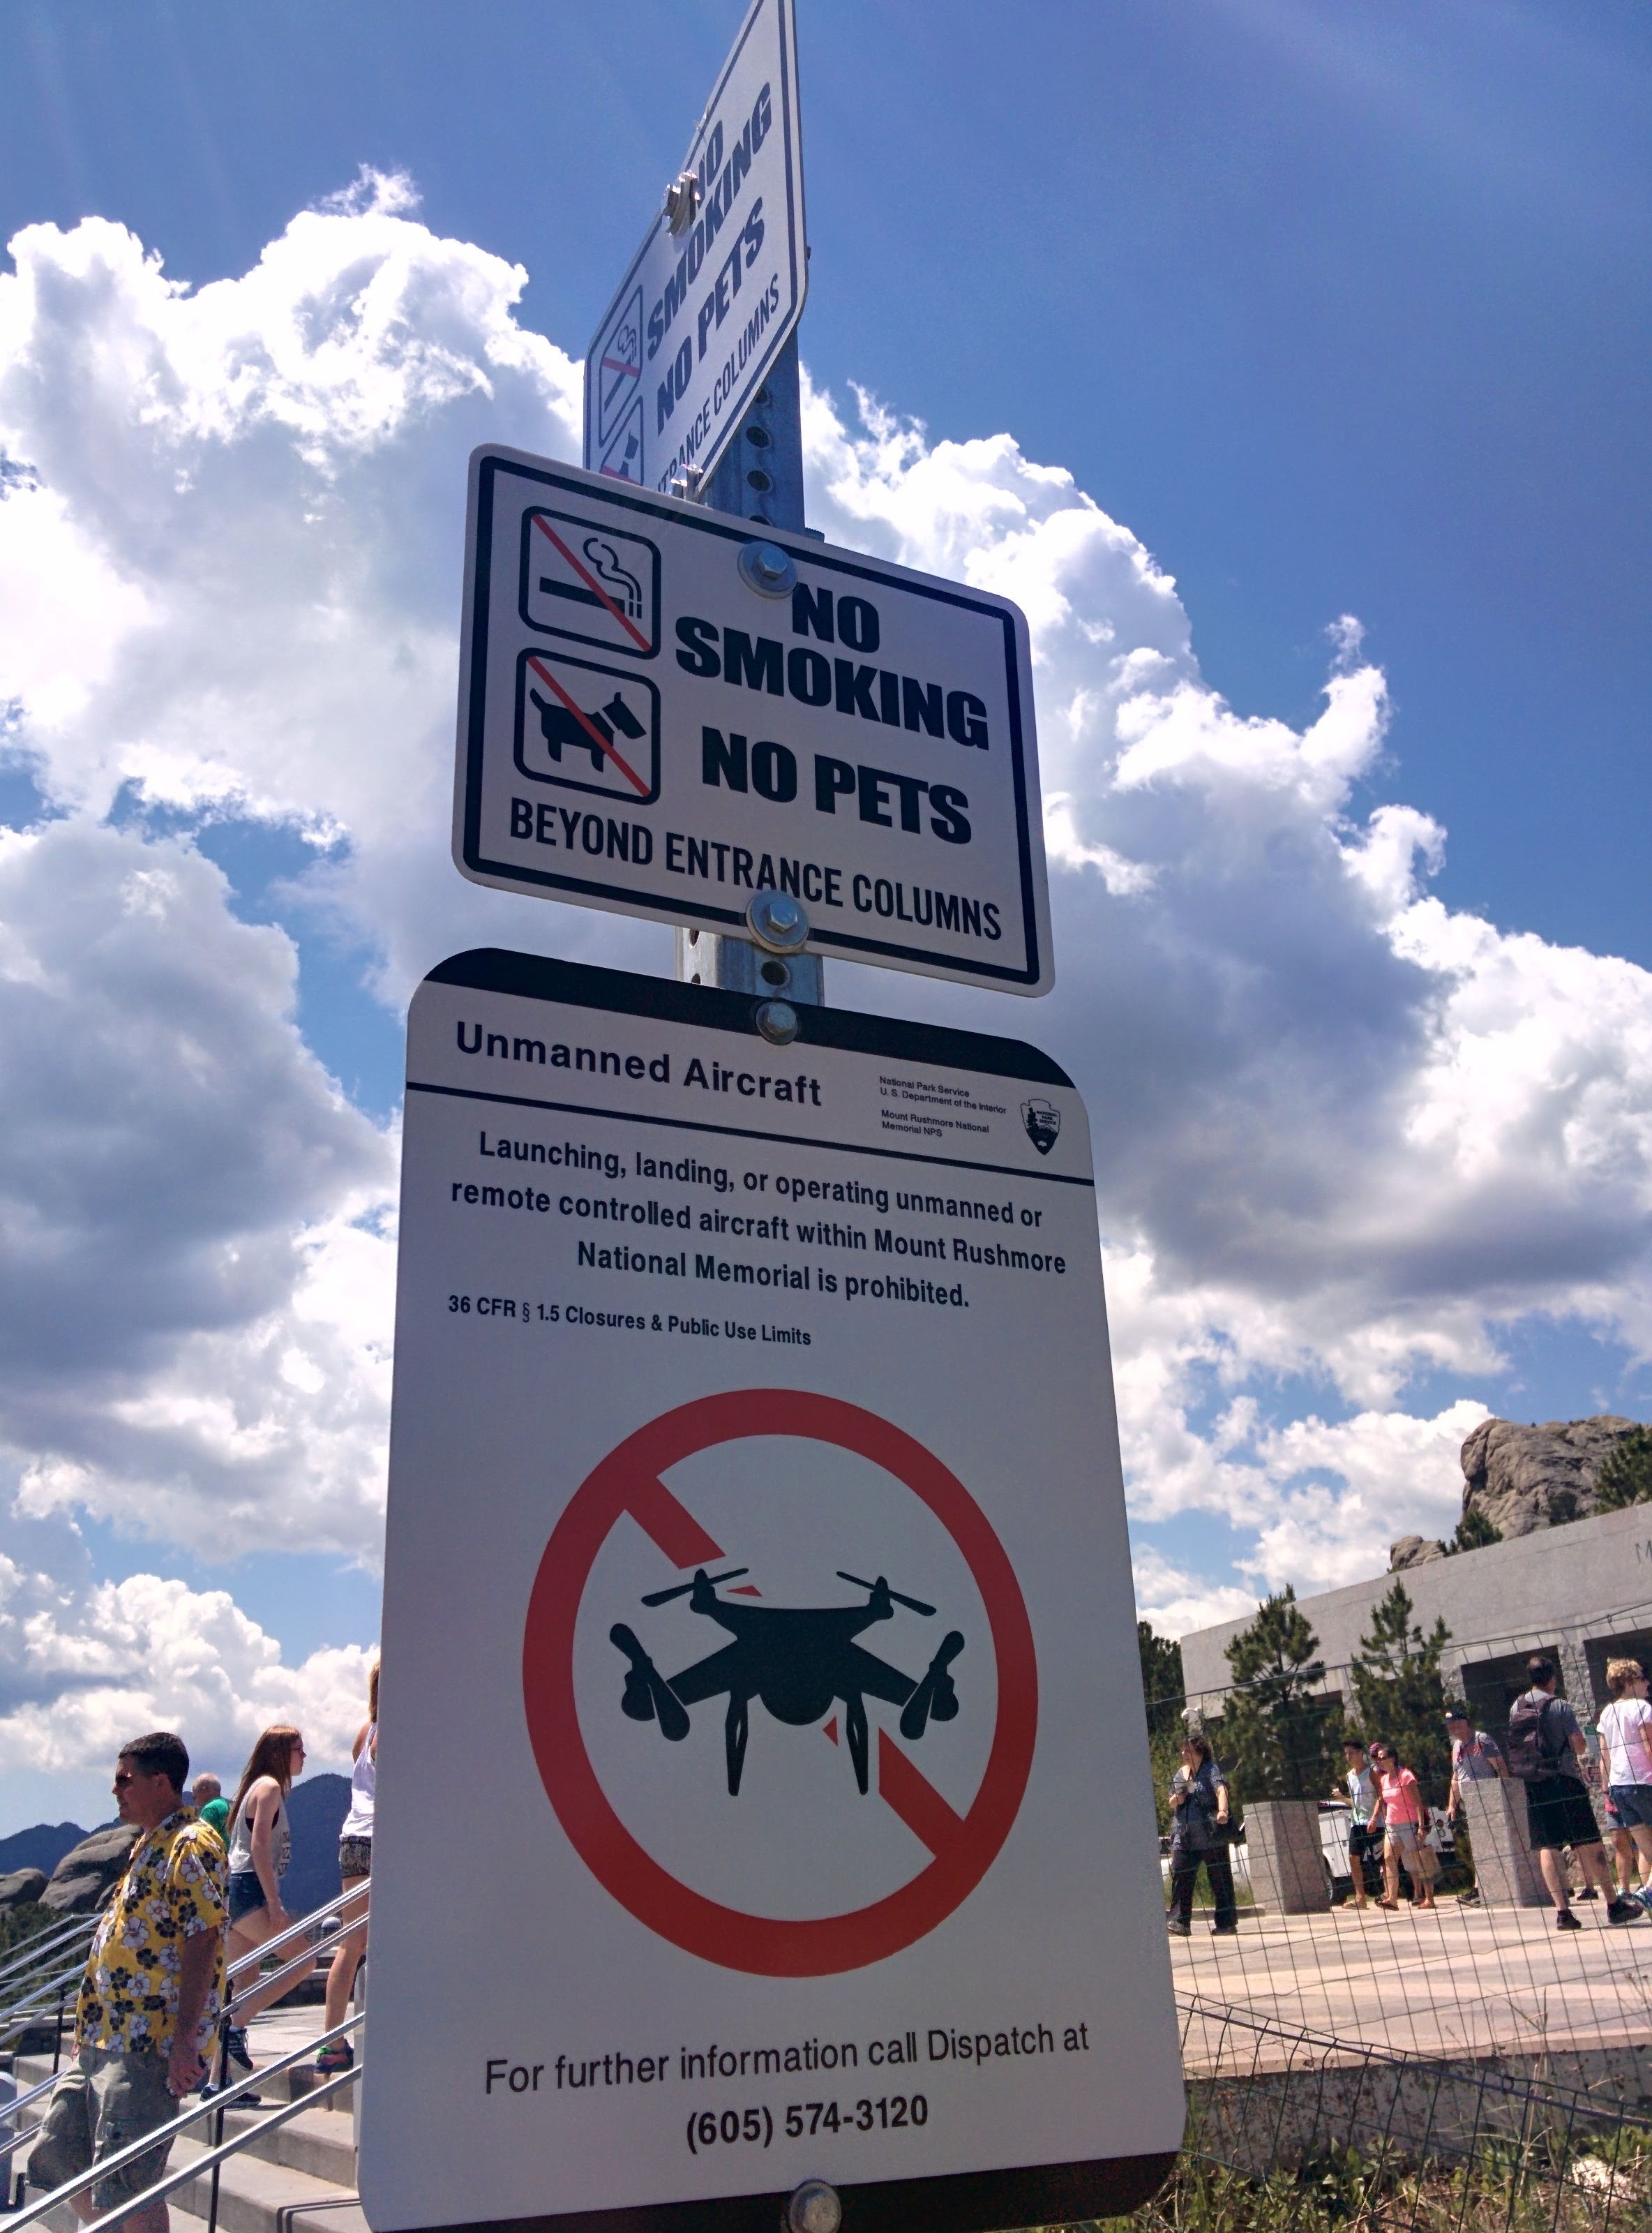 NO
SMOKING
NO PETS
ENTRANCE COLUMNS
NO
SMOKING
NO PETS
BEYOND ENTRANCE COLUMNS
Unmanned Aircraft
National Park Service
U. S. Department of the Interior
Mount Rushmore National
Memorial NPS
NATIONAL
PARK
SERVICE
Launching, landing, or operating unmanned or
remote controlled aircraft within Mount Rushmore
National Memorial is prohibited.
36 CFR § 1.5 Closures & Public Use Limits
For further information call Dispatch at
(605) 574-3120